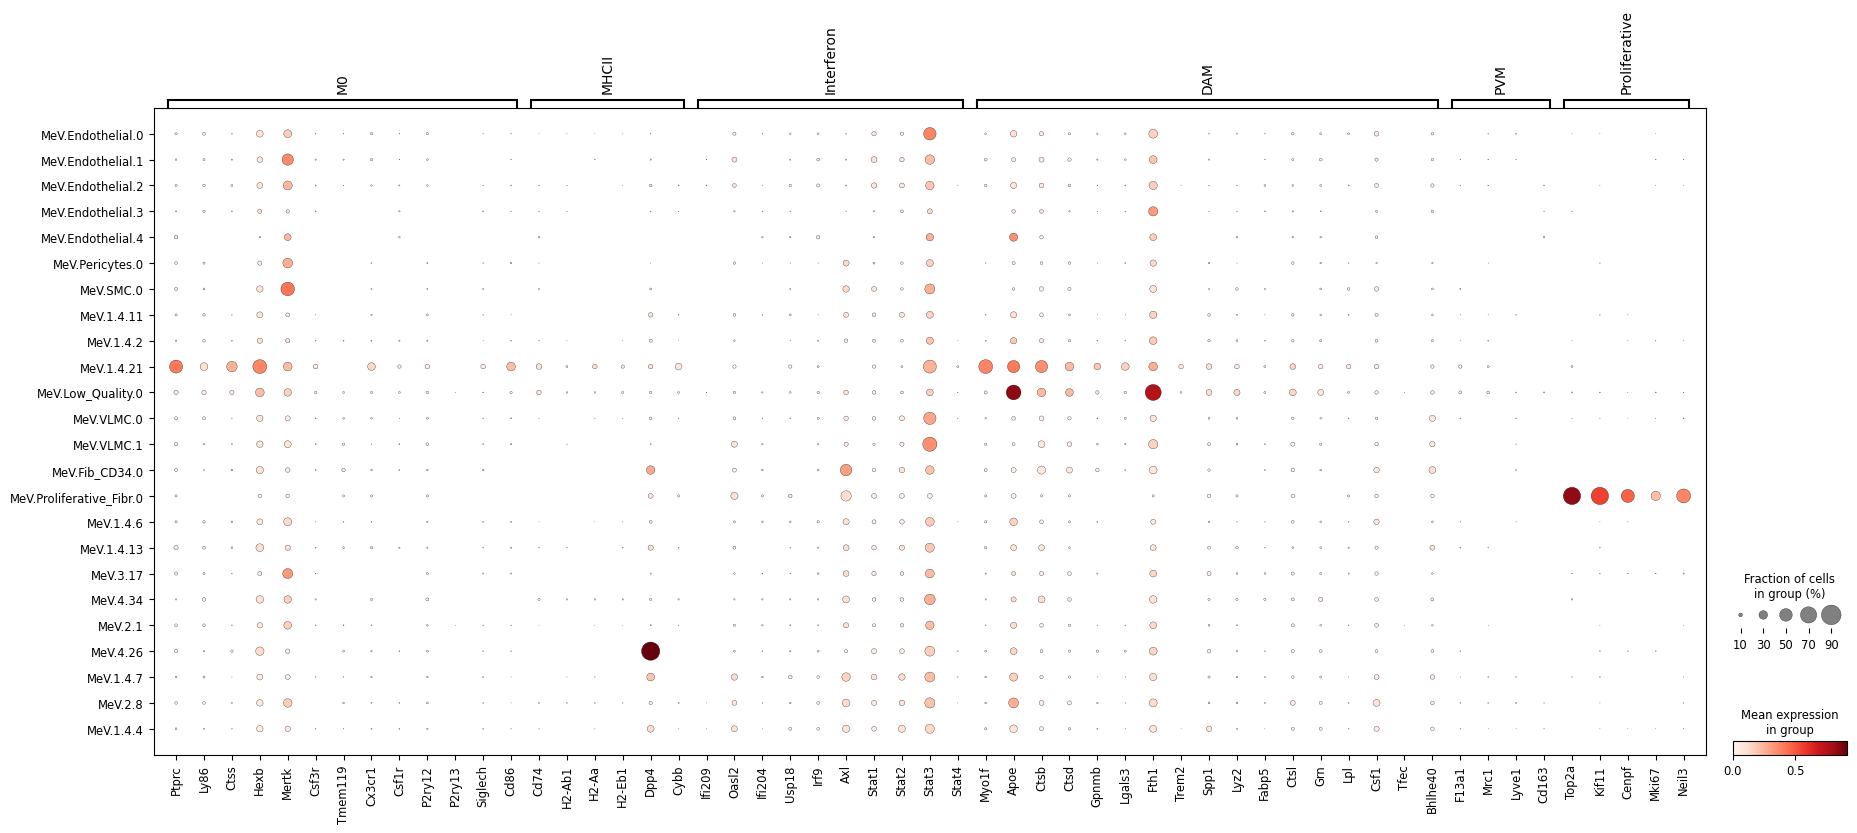 M0
MHCII
Interferon
DAM
PVM
Proliferative
MeV.Endothelial.0
MeV.Endothelial.1
MeV.Endothelial.2
MeV.Endothelial.3
MeV.Endothelial.4
MeV.Pericytes.0
MeV.SMC.0
MeV.1.4.11
MeV.1.4.2
MeV.1.4.21
MeV.Low_Quality.0
MeV.VLMC.0
MeV.VLMC.1
MeV.Fib_CD34.0
MeV.Proliferative_Fibr.0
MeV.1.4.6
MeV.1.4.13
MeV.3.17
MeV.4.34
MeV.2.1
MeV.4.26
MeV.1.4.7
MeV.2.8
MeV.1.4.4
Ptprc
Ly86
Ctss
Hexb
Mertk
Csf3r
Tmem119
Cx3cr1
Csf1r
P2ry12
P2ry13
Siglech
Cd86
Cd74
H2-Ab1
H2-Aa
H2-Eb1
Dpp4
Cybb
Ifi209
Oasl2
Ifi204
Usp18
Irf9
Axl
Stat1
Stat2
Stat3
Stat4
Myo1f
Apoe
Ctsb
Ctsd
Gpnmb
Lgals3
Fth1
Trem2
Spp1
Lyz2
Fabp5
Ctsl
Grn
Lpl
Csf1
Tfec
Bhlhe40
F13a1
Mrc1
Lyve1
Cd163
Top2a
Kif11
Cenpf
Mki67
Neil3
Fraction of cells
in group (%)
10 30 50 70 90
Mean expression
in group
0.0 0.5